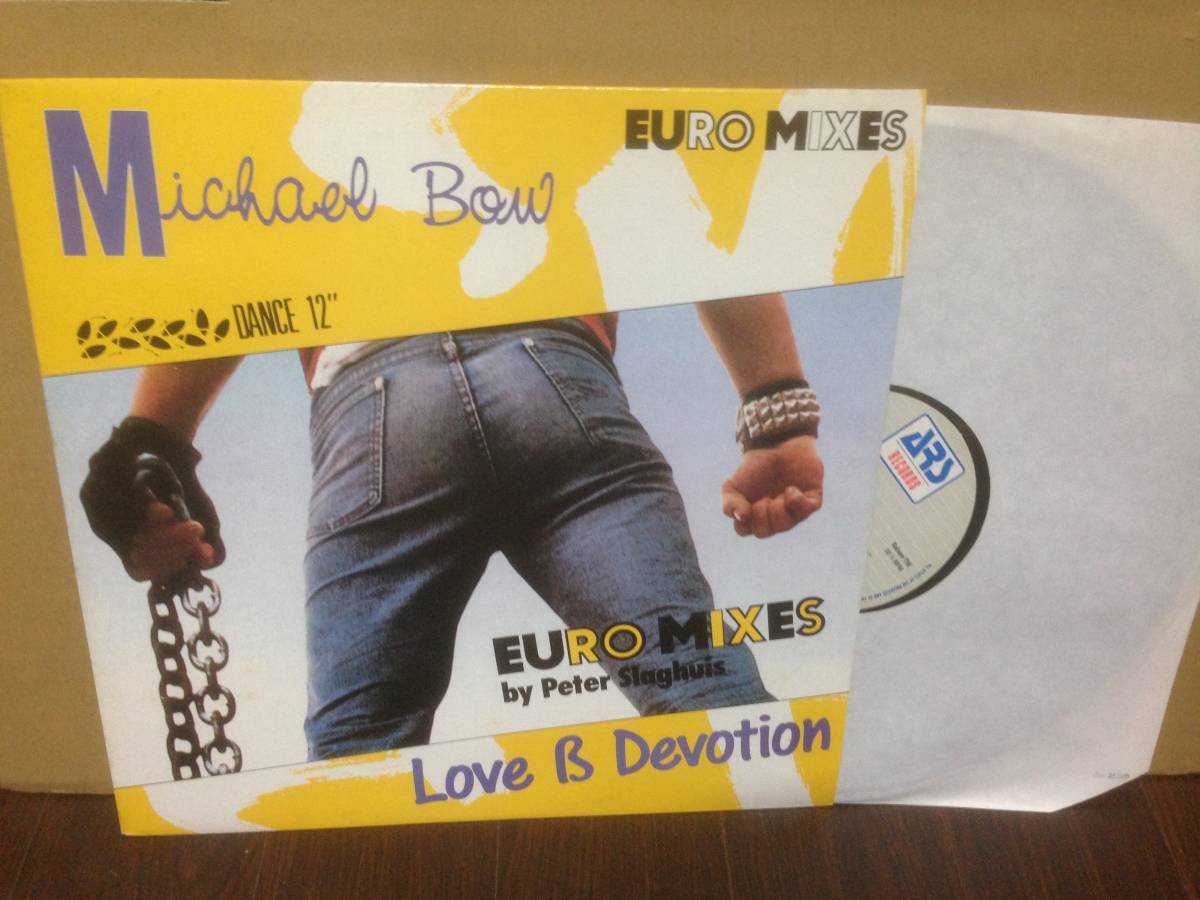 Michael Bow
EURO MIXES
DANCE 12"
ARS
RECORDS
EURO MIXES
by Peter Slaghuis
Love ß Devotion